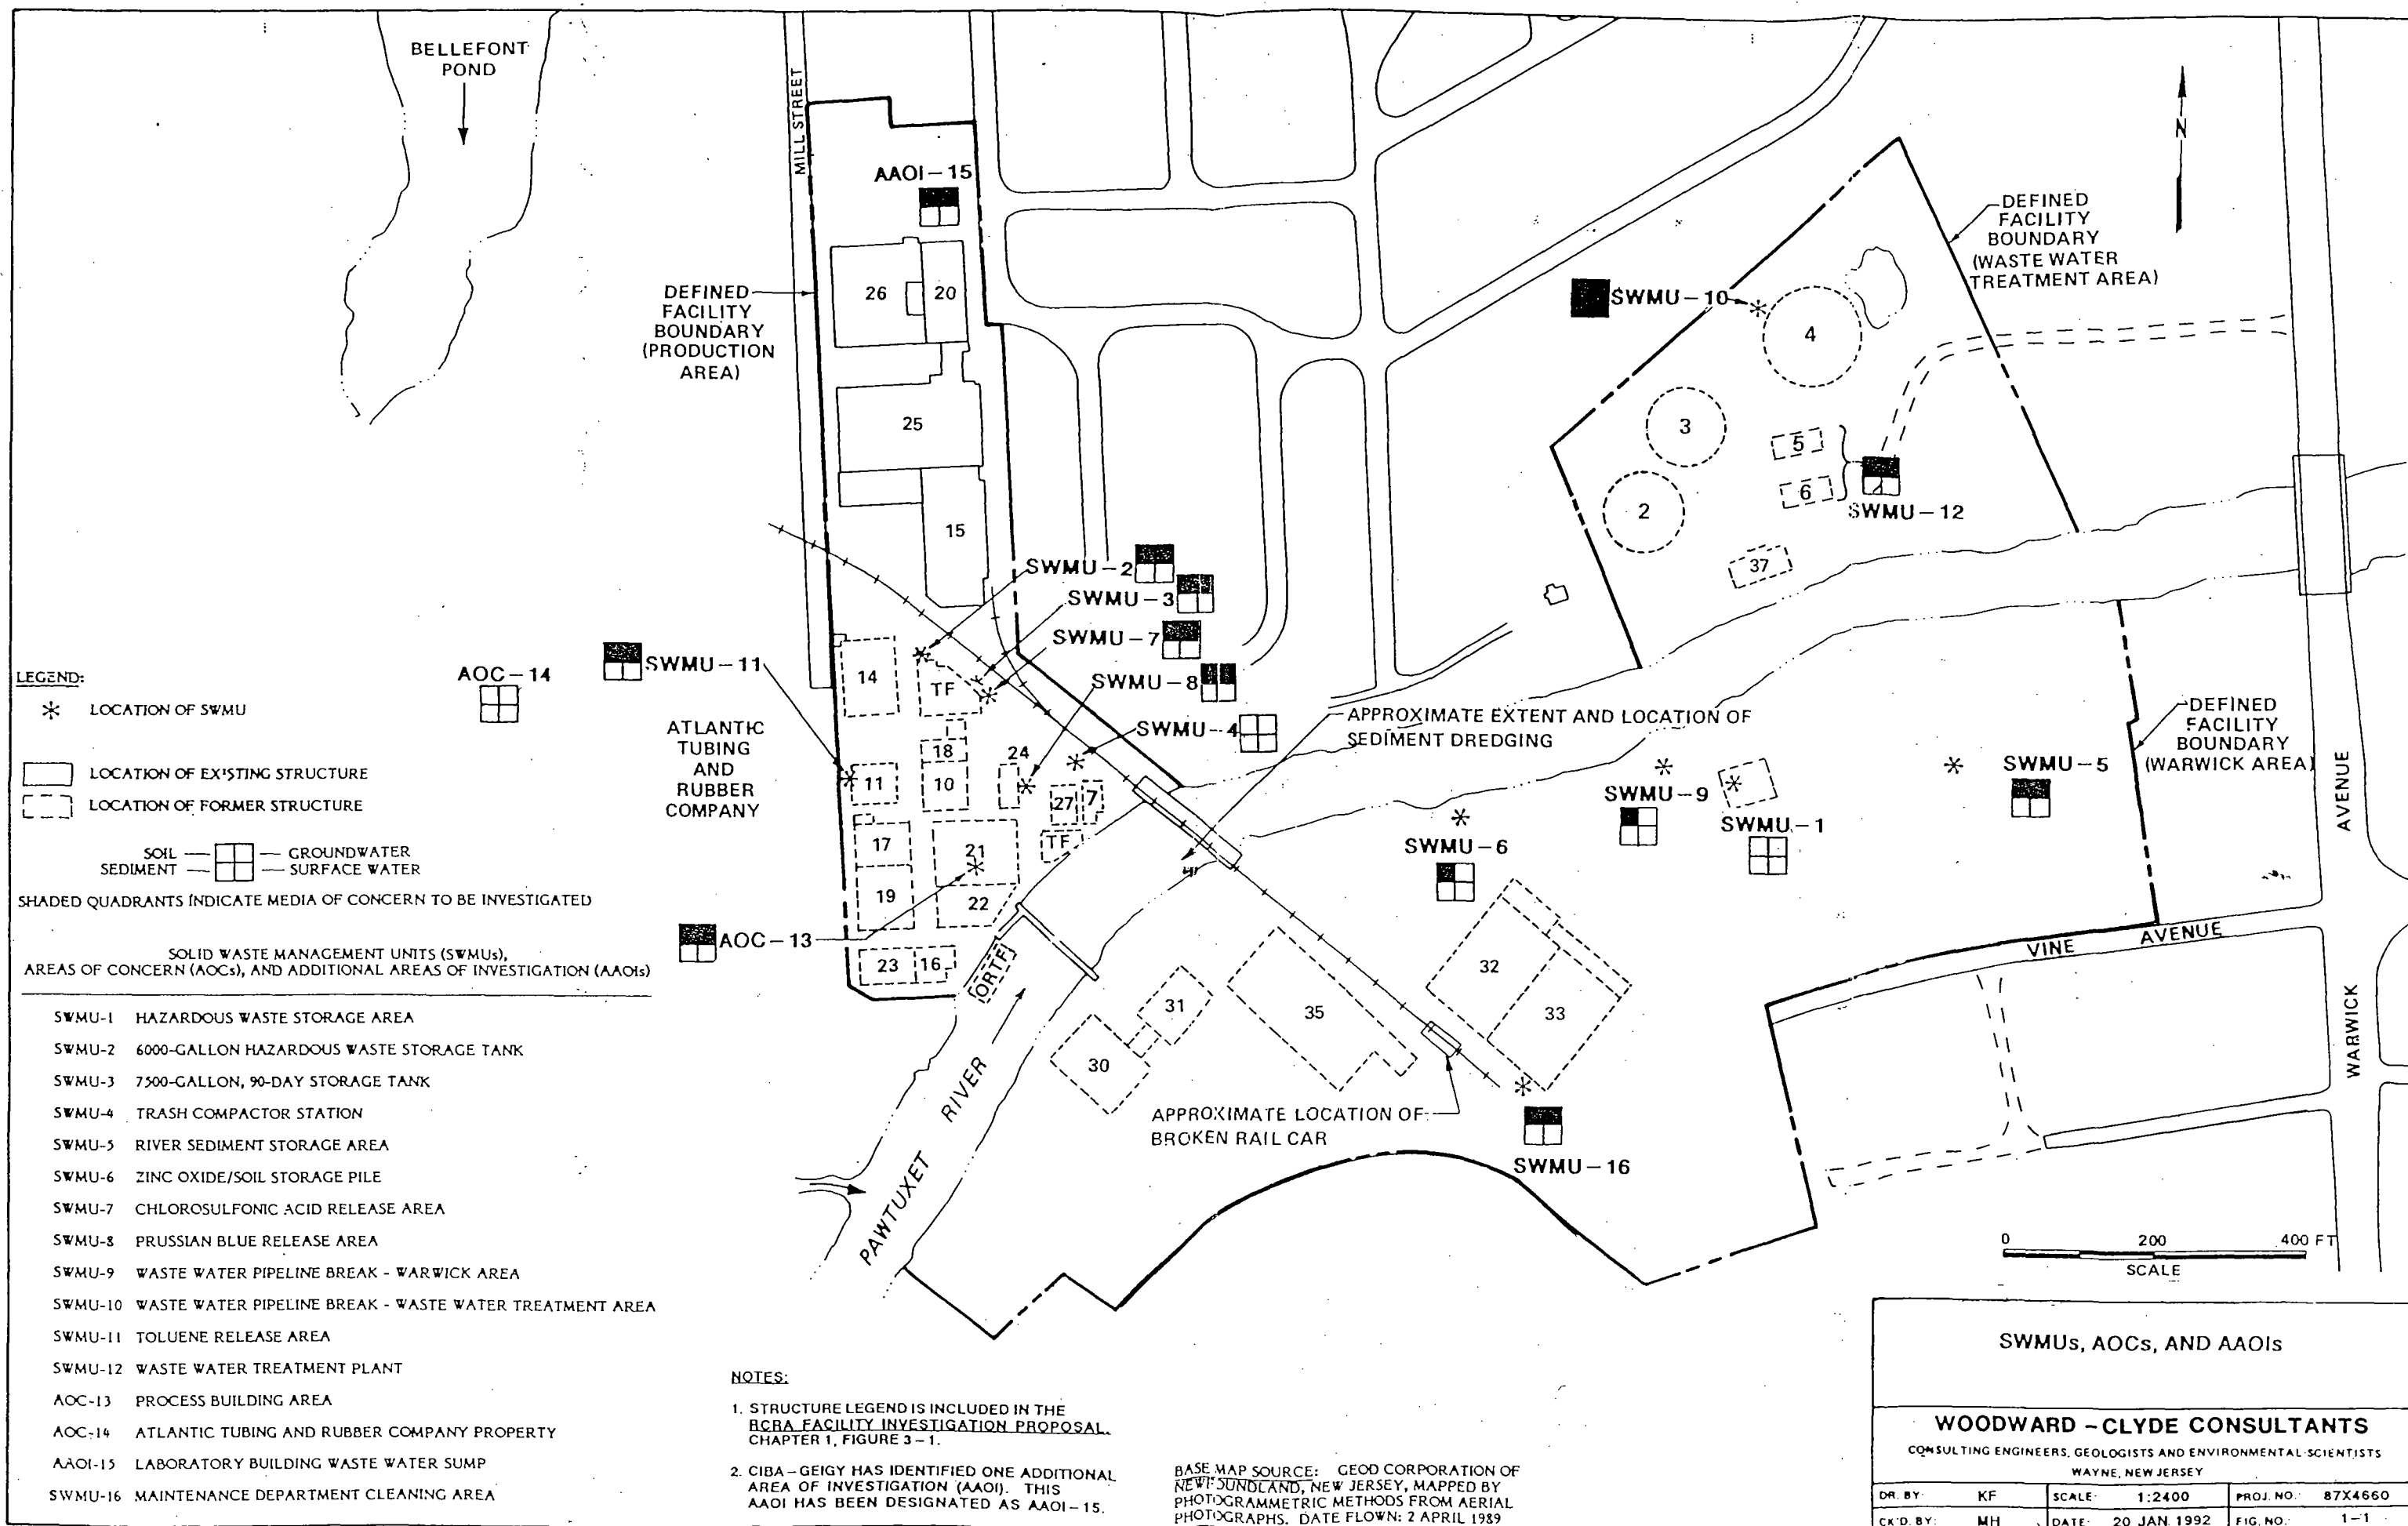 BELLEFONT
POND
MILL STREET
AAOI-15
26
20
DEFINED
FACILITY
BOUNDARY
(PRODUCTION
AREA)
25
15
N
DEFINED
FACILITY
BOUNDARY
(WASTE WATER
TREATMENT AREA)
SWMU-10
4
3
5
2
6
SWMU-12
37
SWMU-2
SWMU-3
SWMU-7
SWMU-8
SWMU-4
SWMU-11
AOC-14
14
TF
18
24
11
10
27
7
TF
17
21
19
22
23
16
ORTF
ATLANTIC
TUBING
AND
RUBBER
COMPANY
AOC-13
APPROXIMATE EXTENT AND LOCATION OF
SEDIMENT DREDGING
SWMU-9
SWMU-1
SWMU-5
SWMU-6
DEFINED
FACILITY
BOUNDARY
(WARWICK AREA)
AVENUE
WARWICK
VINE AVENUE
32
33
31
30
35
PAWTUXET RIVER
APPROXIMATE LOCATION OF
BROKEN RAIL CAR
SWMU-16
0 200 400 FT
SCALE
LEGEND:
LOCATION OF SWMU
LOCATION OF EXISTING STRUCTURE
LOCATION OF FORMER STRUCTURE
SOIL GROUNDWATER
SEDIMENT SURFACE WATER
SHADED QUADRANTS INDICATE MEDIA OF CONCERN TO BE INVESTIGATED
SOLID WASTE MANAGEMENT UNITS (SWMUs),
AREAS OF CONCERN (AOCs), AND ADDITIONAL AREAS OF INVESTIGATION (AAOIs)
SWMU-1 HAZARDOUS WASTE STORAGE AREA
SWMU-2 6000-GALLON HAZARDOUS WASTE STORAGE TANK
SWMU-3 7500-GALLON, 90-DAY STORAGE TANK
SWMU-4 TRASH COMPACTOR STATION
SWMU-5 RIVER SEDIMENT STORAGE AREA
SWMU-6 ZINC OXIDE/SOIL STORAGE PILE
SWMU-7 CHLOROSULFONIC ACID RELEASE AREA
SWMU-8 PRUSSIAN BLUE RELEASE AREA
SWMU-9 WASTE WATER PIPELINE BREAK - WARWICK AREA
SWMU-10 WASTE WATER PIPELINE BREAK - WASTE WATER TREATMENT AREA
SWMU-11 TOLUENE RELEASE AREA
SWMU-12 WASTE WATER TREATMENT PLANT
AOC-13 PROCESS BUILDING AREA
AOC-14 ATLANTIC TUBING AND RUBBER COMPANY PROPERTY
AAOI-15 LABORATORY BUILDING WASTE WATER SUMP
SWMU-16 MAINTENANCE DEPARTMENT CLEANING AREA
NOTES:
1. STRUCTURE LEGEND IS INCLUDED IN THE
RCRA FACILITY INVESTIGATION PROPOSAL.
CHAPTER 1, FIGURE 3-1.
2. CIBA-GEIGY HAS IDENTIFIED ONE ADDITIONAL
AREA OF INVESTIGATION (AAOI). THIS
AAOI HAS BEEN DESIGNATED AS AAOI-15.
BASE MAP SOURCE: GEOD CORPORATION OF
NEWFOUNDLAND, NEW JERSEY, MAPPED BY
PHOTOGRAMMETRIC METHODS FROM AERIAL
PHOTOGRAPHS. DATE FLOWN: 2 APRIL 1989
SWMUs, AOCs, AND AAOIs
WOODWARD-CLYDE CONSULTANTS
CONSULTING ENGINEERS, GEOLOGISTS AND ENVIRONMENTAL SCIENTISTS
WAYNE, NEW JERSEY
DR. BY: KF SCALE: 1:2400 PROJ. NO.: 87X4660
CK'D. BY: MH DATE: 20 JAN. 1992 FIG. NO.: 1-1